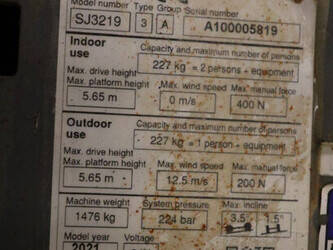 Model number Type Group Serial number
SJ3219 3 A A100005819
Indoor use
Capacity and maximum number of persons
227 kg = 2 persons + equipment
Max. drive height
Max. platform height Max. wind speed Max manual force
5.65 m 0 m/s 400 N
Outdoor use
Capacity and maximum number of persons
227 kg = 1 person + equipment
Max. drive height
Max. platform height Max. wind speed Max. manual force
5.65 m 12.5 m/s 200 N
Machine weight System pressure Max. incline
1476 kg 224 bar 3.5° 1.5°
Model year Voltage
2021